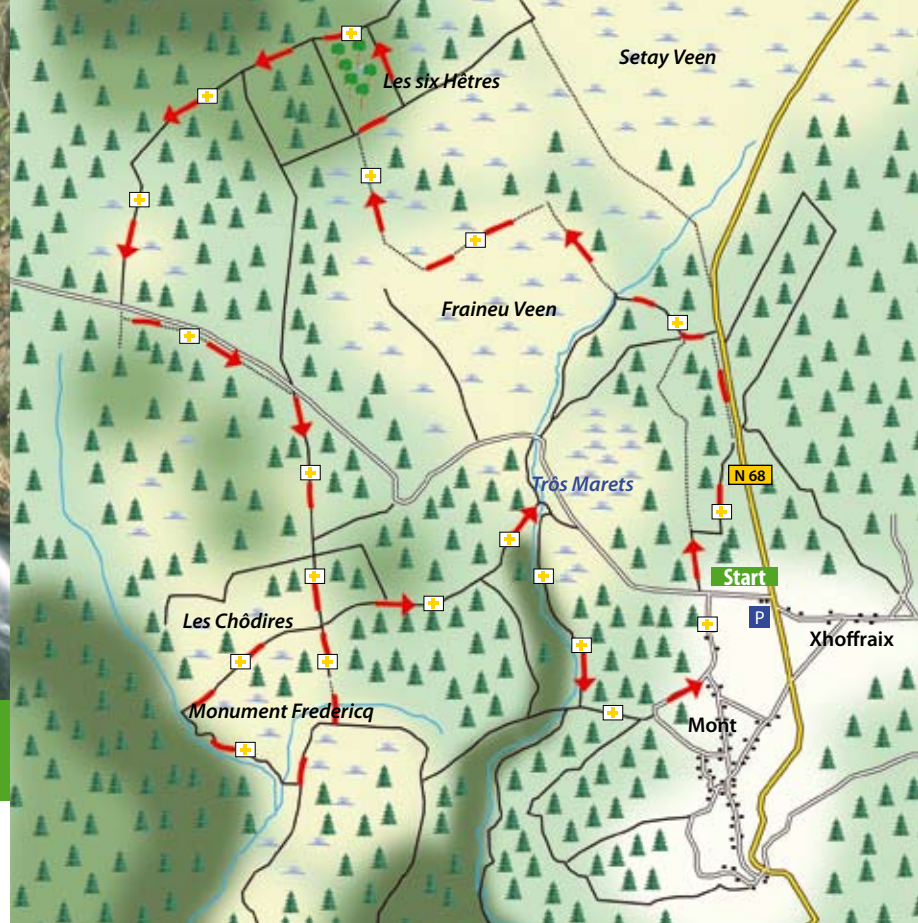 Setay Veen
Les six Hêtres
Fraineu Veen
N 68
Trôs Marets
Start
P
Xhoffraix
Les Chôdires
Monument Fredericq
Mont